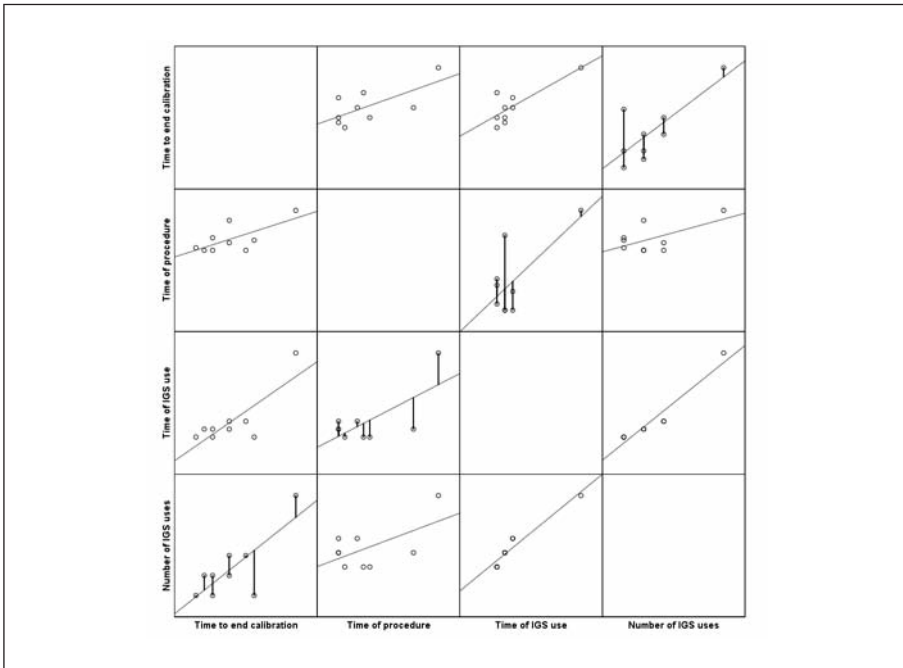 Time to end calibration
Time of procedure
Time of IGS use
Number of IGS uses
Time to end calibration
Time of procedure
Time of IGS use
Number of IGS uses